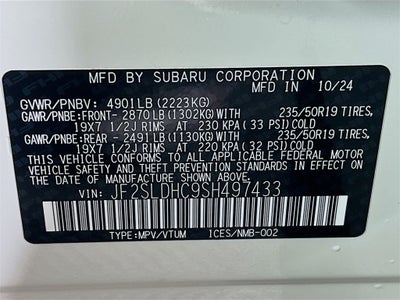 MFD BY SUBARU CORPORATION 10/24
GVWR/PNBV: 4901LB (2223KG)
GAWR/PNBE:FRONT- 2870LB (1302KG)WITH 235/50R19 TIRES,
19X7 1/2J RIMS AT 230 KPA (33 PSI)COLD
GAWR/PNBE:REAR - 2491LB (1130KG)WITH 235/50R19 TIRES,
19X7 1/2J RIMS AT 220 KPA (32 PSI)COLD
THIS VEHICLE CONFORMS TO ALL APPLICABLE FEDERAL MOTOR
VEHICLE SAFETY THEFT PREVENTION STANDARDS IN EFFECT ON THE
DATE OF MANUFACTURE SHOWN ABOVE.
VIN: JF2SLDHC9SH497433
TYPE:MPV/VTUM ICES/NMB-002